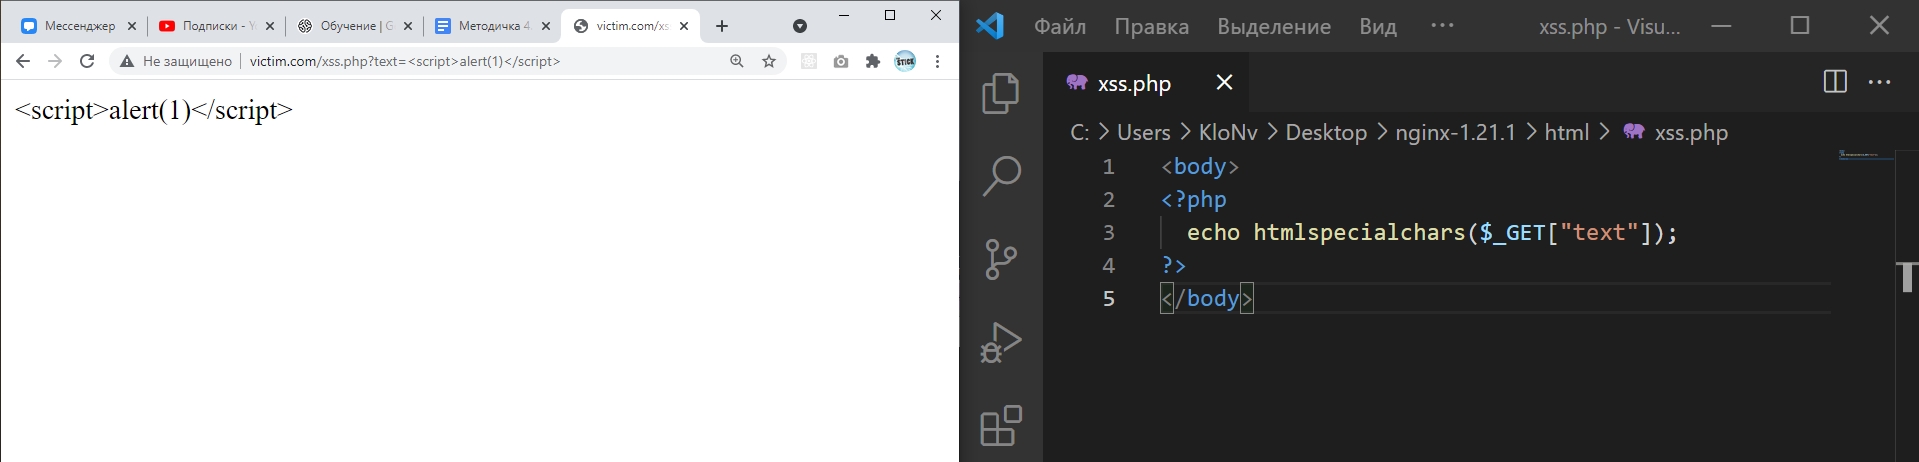 Мессенджер
Подписки - Yo
Обучение | G
Методичка 4.
victim.com/xs
Не защищено | victim.com/xss.php?text=<script>alert(1)</script>
<script>alert(1)</script>
Файл Правка Выделение Вид ··· xss.php - Visu...
xss.php
C: > Users > KloNv > Desktop > nginx-1.21.1 > html > xss.php
1 <body>
2 <?php
3 echo htmlspecialchars($_GET["text"]);
4 ?>
5 </body>